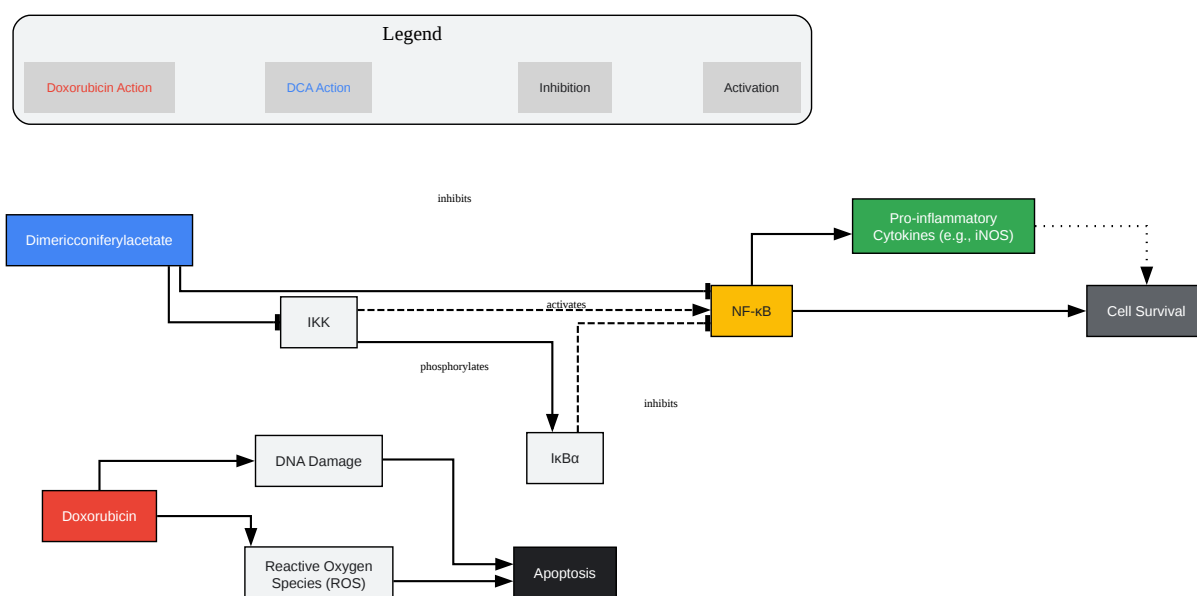 Legend
Doxorubicin Action
DCA Action
Inhibition
Activation
inhibits
Pro-inflammatory
Cytokines (e.g., iNOS)
Dimericconiferylacetate
activates
IKK
NF-κB
Cell Survival
phosphorylates
inhibits
DNA Damage
IκBα
Doxorubicin
Reactive Oxygen
Species (ROS)
Apoptosis